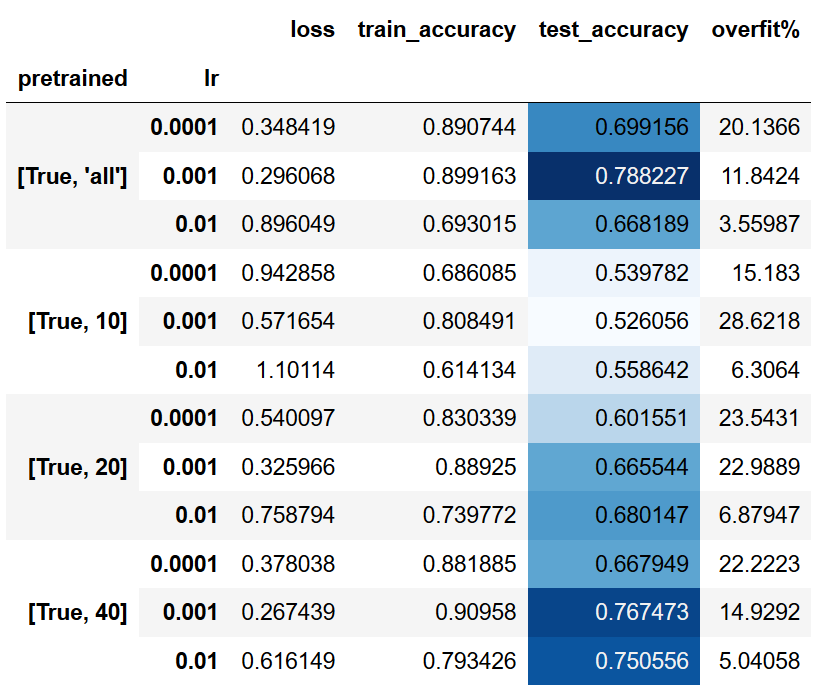 loss train_accuracy test_accuracy overfit%
pretrained lr
0.0001 0.348419 0.890744 0.699156 20.1366
[True, 'all'] 0.001 0.296068 0.899163 0.788227 11.8424
0.01 0.896049 0.693015 0.668189 3.55987
0.0001 0.942858 0.686085 0.539782 15.183
[True, 10] 0.001 0.571654 0.808491 0.526056 28.6218
0.01 1.10114 0.614134 0.558642 6.3064
0.0001 0.540097 0.830339 0.601551 23.5431
[True, 20] 0.001 0.325966 0.88925 0.665544 22.9889
0.01 0.758794 0.739772 0.680147 6.87947
0.0001 0.378038 0.881885 0.667949 22.2223
[True, 40] 0.001 0.267439 0.90958 0.767473 14.9292
0.01 0.616149 0.793426 0.750556 5.04058